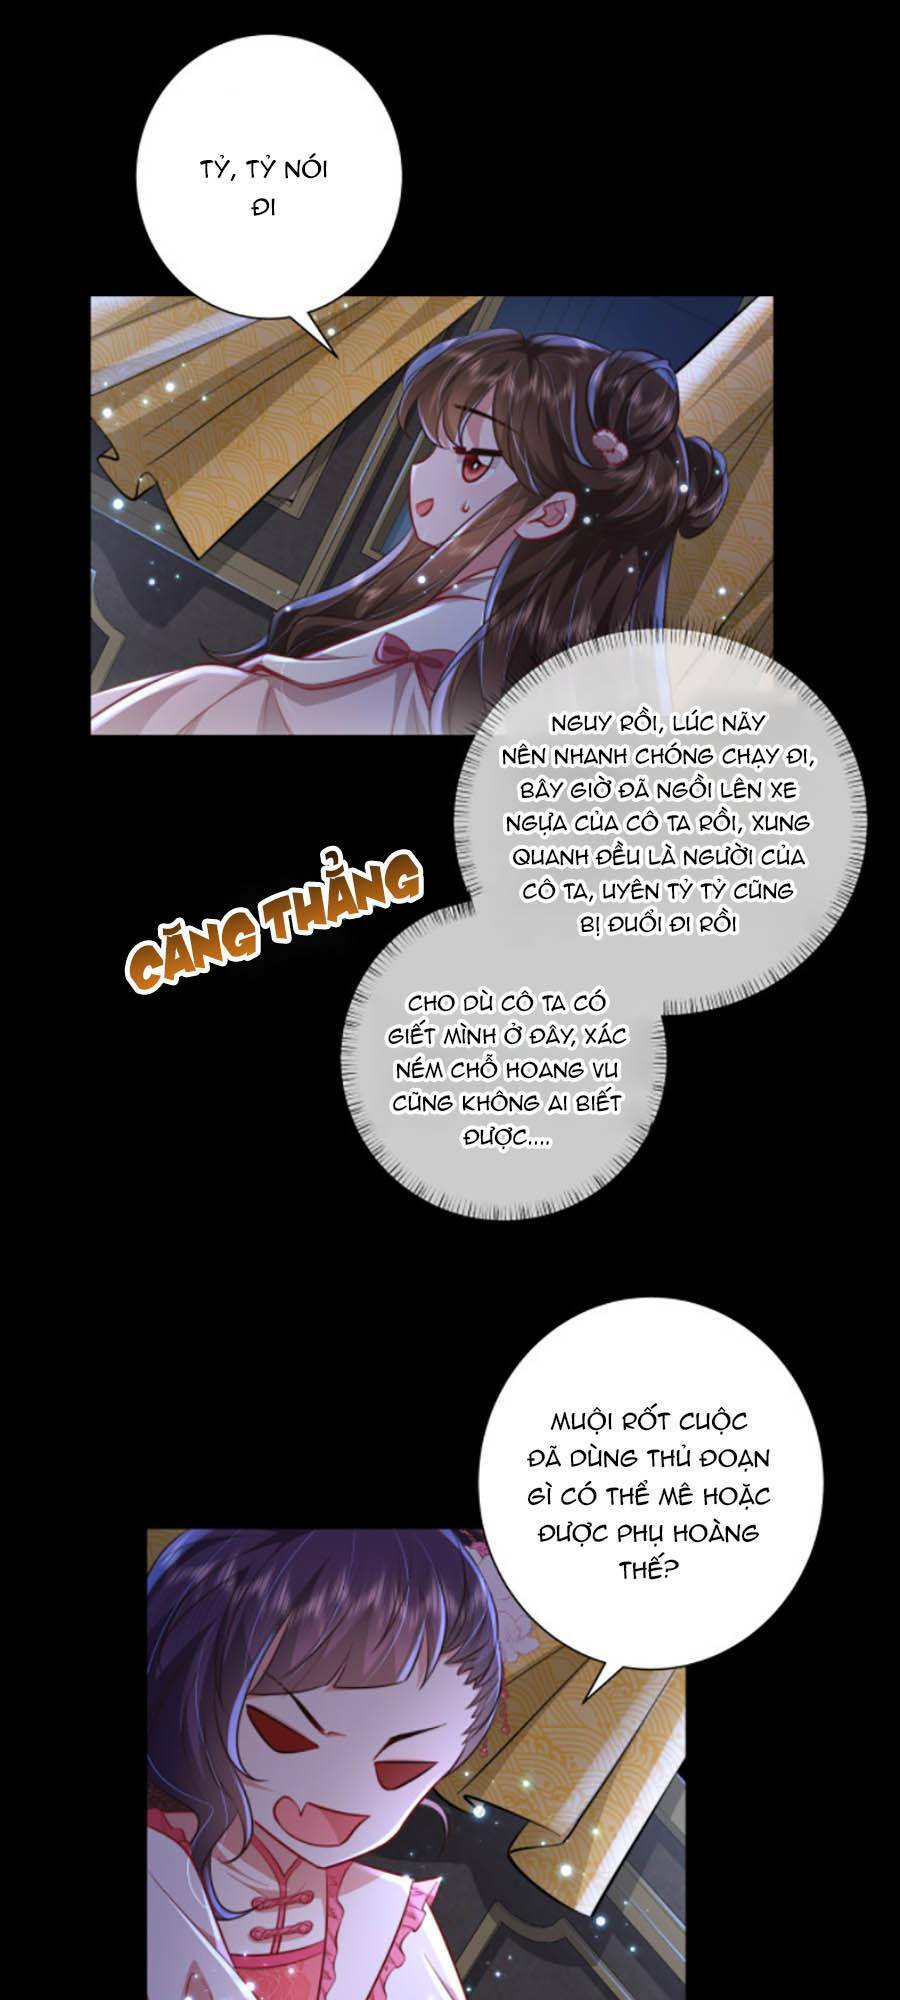 TỶ, TỶ NÓI
ĐI
NGUY RỒI, LÚC NÃY
NÊN NHANH CHÓNG CHẠY ĐI,
BÂY GIỜ ĐÃ NGỒI LÊN XE
NGỰA CỦA CÔ TA RỒI, XUNG
QUANH ĐỀU LÀ NGƯỜI CỦA
CÔ TA, UYÊN TỶ TỶ CŨNG
BỊ ĐUỔI ĐI RỒI
CĂNG THẲNG
CHO DÙ CÔ TA CÓ
GIẾT MÌNH Ở ĐÂY, XÁC
NÉM CHỖ HOANG VU
CŨNG KHÔNG AI BIẾT
ĐƯỢC....
MUỘI RỐT CUỘC
ĐÃ DÙNG THỦ ĐOẠN
GÌ CÓ THỂ MÊ HOẶC
ĐƯỢC PHỤ HOÀNG
THẾ?